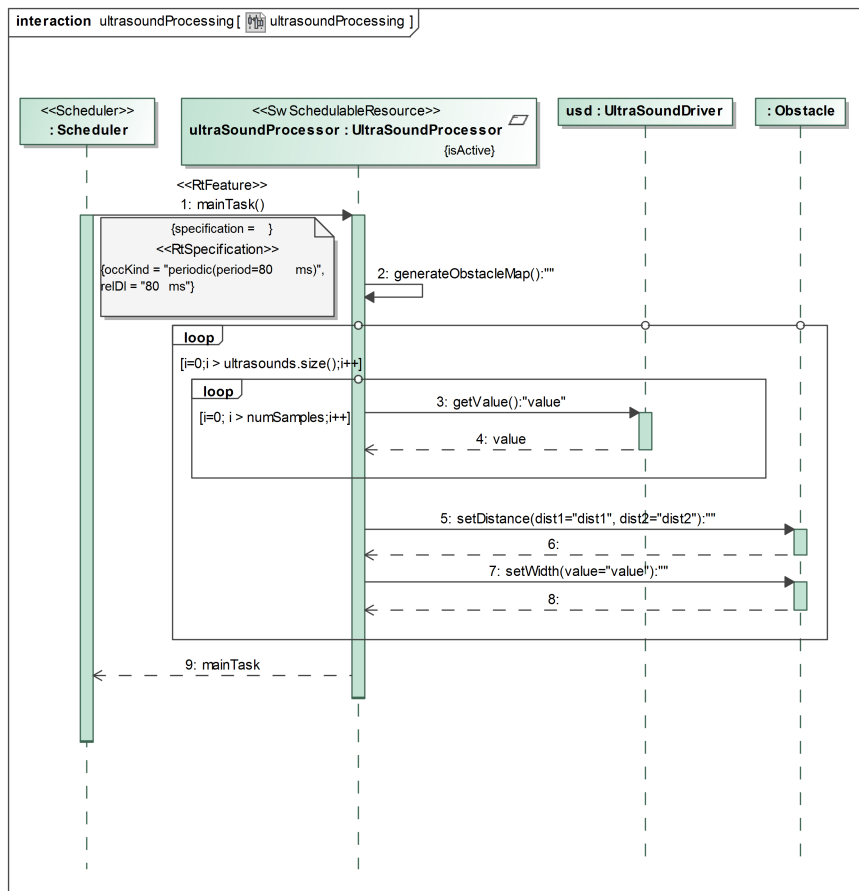 interaction ultrasoundProcessing[ ultrasoundProcessing ]
<<Scheduler>>
: Scheduler
<<SwSchedulableResource>>
ultraSoundProcessor : UltraSoundProcessor
{isActive}
usd : UltraSoundDriver
: Obstacle
<<RtFeature>>
1: mainTask()
{specification = }
<<RtSpecification>>
{occKind = "periodic(period=80 ms)",
relDl = "80 ms"}
2: generateObstacleMap():""
loop
[i=0;i > ultrasounds.size();i++]
loop
[i=0; i > numSamples;i++]
3: getValue():"value"
4: value
5: setDistance(dist1="dist1", dist2="dist2"):""
6:
7: setWidth(value="value"):""
8:
9: mainTask